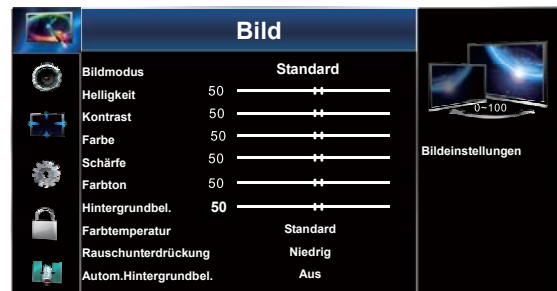 Bild
Bildmodus Standard
Helligkeit 50
Kontrast 50
Farbe 50
Schärfe 50
Farbton 50
Hintergrundbel. 50
Farbtemperatur Standard
Rauschunterdrückung Niedrig
Autom.Hintergrundbel. Aus
0~100
Bildeinstellungen